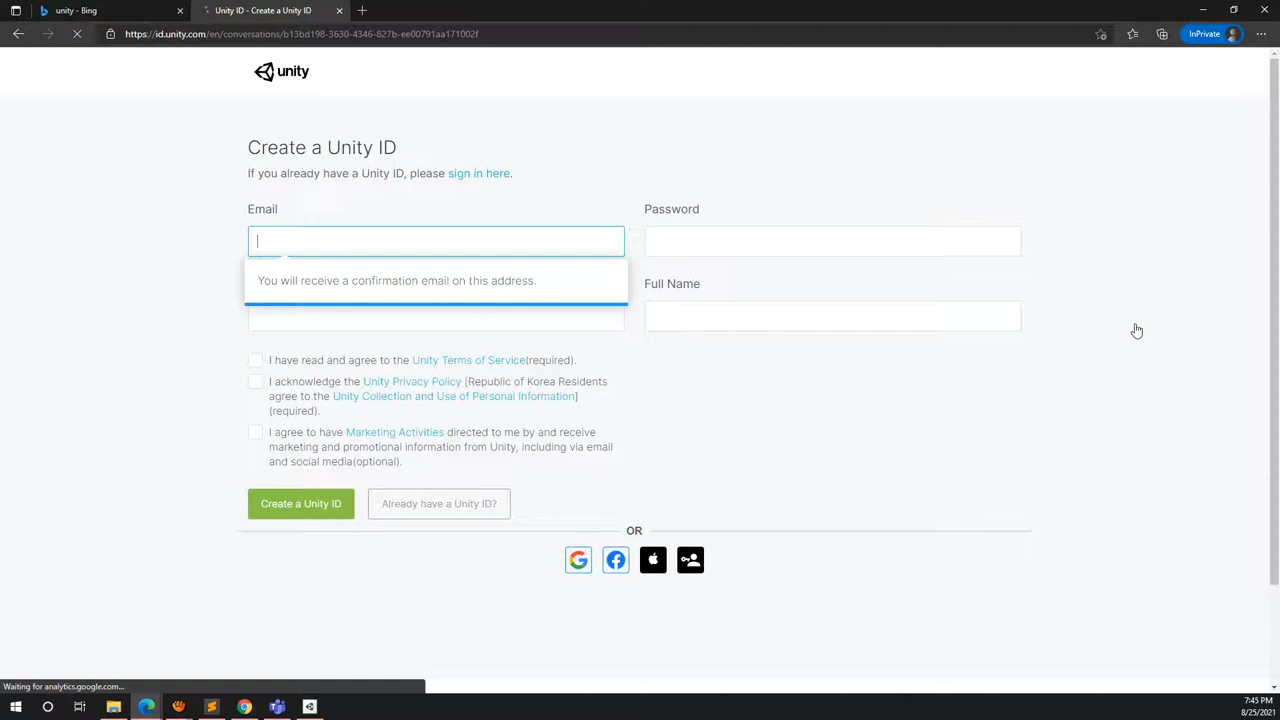 unity - Bing
Unity ID - Create a Unity ID
https://id.unity.com/en/conversations/b13bd198-3630-4346-827b-ee00791aa171002f
InPrivate
unity
Create a Unity ID
If you already have a Unity ID, please sign in here.
Email
Password
You will receive a confirmation email on this address.
Full Name
I have read and agree to the Unity Terms of Service(required).
I acknowledge the Unity Privacy Policy [Republic of Korea Residents
agree to the Unity Collection and Use of Personal Information]
(required).
I agree to have Marketing Activities directed to me by and receive
marketing and promotional information from Unity, including via email
and social media(optional).
Create a Unity ID
Already have a Unity ID?
OR
Waiting for analytics.google.com...
7:45 PM
8/25/2021